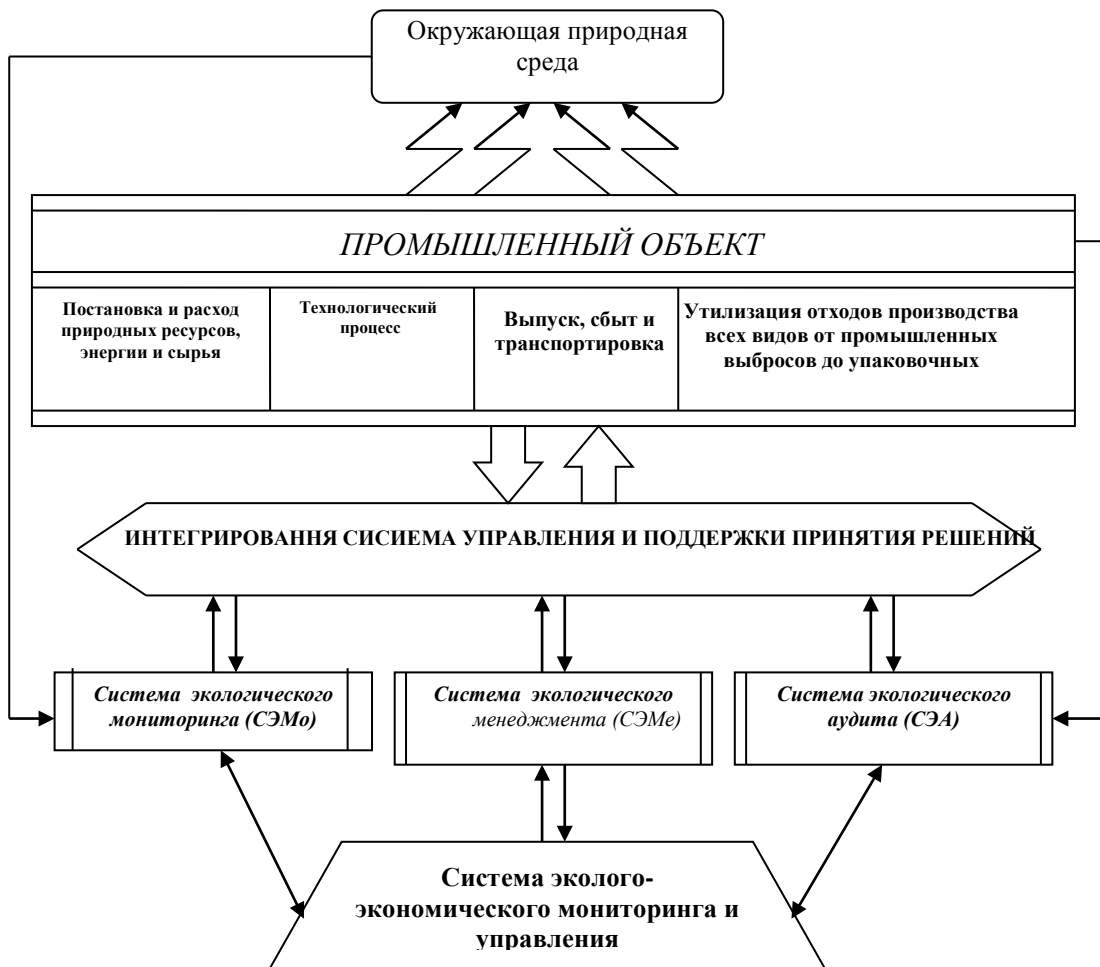 Окружающая природная
среда
ПРОМЫШЛЕННЫЙ ОБЪЕКТ
Постановка и расход
природных ресурсов,
энергии и сырья
Технологический
процесс
Выпуск, сбыт и
транспортировка
Утилизация отходов производства
всех видов от промышленных
выбросов до упаковочных
ИНТЕГРИРОВАННЯ СИСИЕМА УПРАВЛЕНИЯ И ПОДДЕРЖКИ ПРИНЯТИЯ РЕШЕНИЙ
Система экологического
мониторинга (СЭМо)
Система экологического
менеджмента (СЭМе)
Система экологического
аудита (СЭА)
Система эколого-
экономического мониторинга и
управления